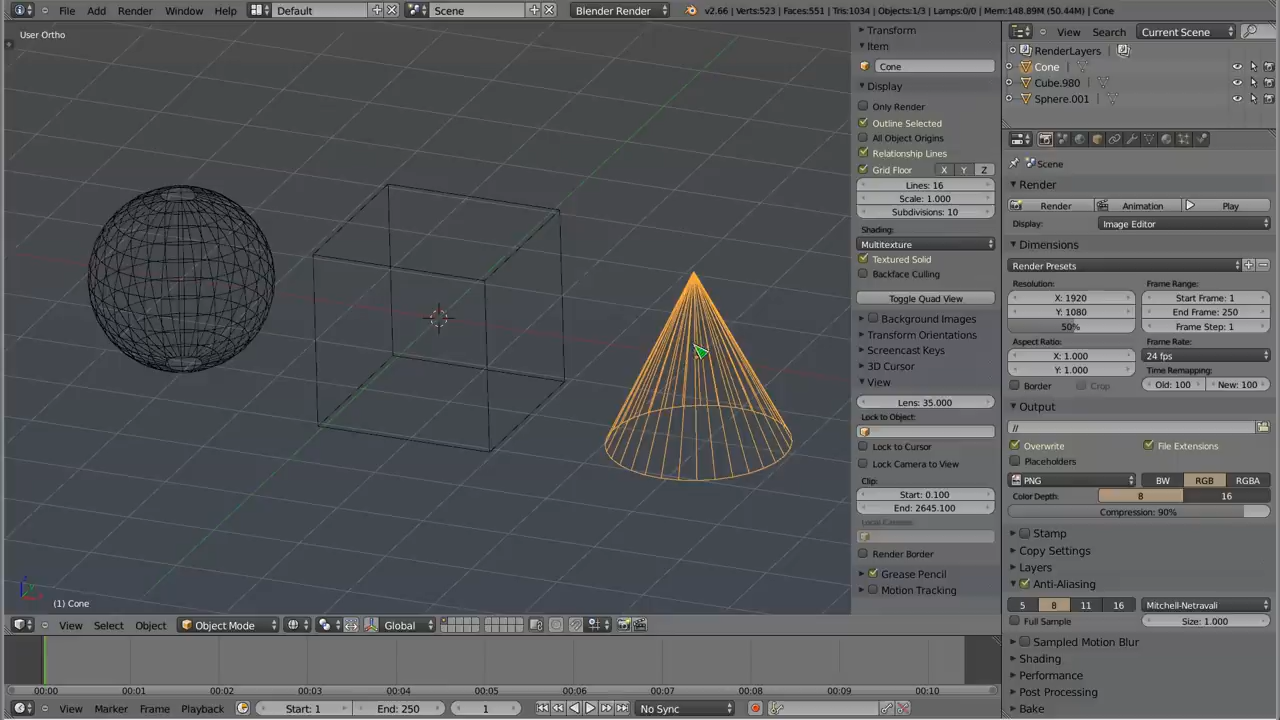 File Add Render Window Help Default Scene Blender Render v2.66 | Verts:523 | Faces:551 | Tris:1034 | Objects:1/3 | Lamps:0/0 | Mem:148.89M (50.44M) | Cone
User Ortho
(1) Cone
Transform
Item
Cone
Display
Only Render
Outline Selected
All Object Origins
Relationship Lines
Grid Floor X Y Z
Lines: 16
Scale: 1.000
Subdivisions: 10
Shading:
Multitexture
Textured Solid
Backface Culling
Toggle Quad View
Background Images
Transform Orientations
Screencast Keys
3D Cursor
View
Lens: 35.000
Lock to Object:
Lock to Cursor
Lock Camera to View
Clip:
Start: 0.100
End: 2645.100
Local Camera:
Render Border
Grease Pencil
Motion Tracking
View Search Current Scene
RenderLayers
Cone
Cube.980
Sphere.001
Scene
Render
Render Animation Play
Display: Image Editor
Dimensions
Render Presets
Resolution: Frame Range:
X: 1920 Start Frame: 1
Y: 1080 End Frame: 250
50% Frame Step: 1
Aspect Ratio: Frame Rate:
X: 1.000 24 fps
Y: 1.000 Time Remapping:
Border Crop Old: 100 New: 100
Output
//
Overwrite File Extensions
Placeholders
PNG BW RGB RGBA
Color Depth: 8 16
Compression: 90%
Stamp
Copy Settings
Layers
Anti-Aliasing
5 8 11 16 Mitchell-Netravali
Full Sample Size: 1.000
Sampled Motion Blur
Shading
Performance
Post Processing
Bake
View Select Object Object Mode Global
00:00 00:01 00:02 00:03 00:04 00:05 00:06 00:07 00:08 00:09 00:10
View Marker Frame Playback Start: 1 End: 250 1 No Sync